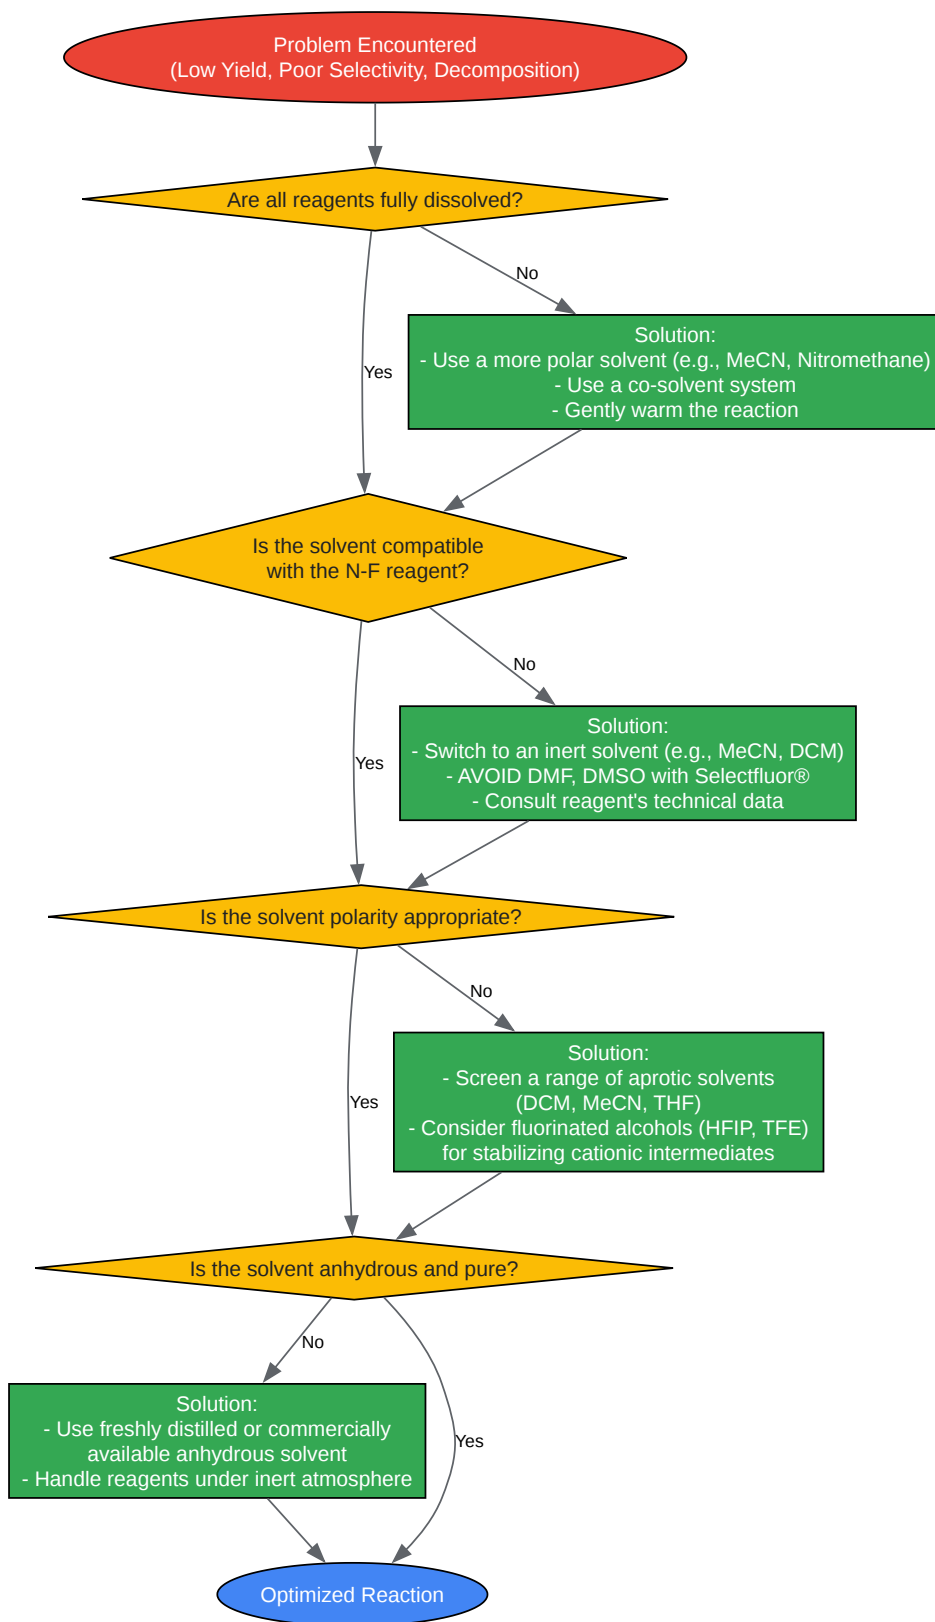 Problem Encountered
(Low Yield, Poor Selectivity, Decomposition)
Are all reagents fully dissolved?
No
Solution:
- Use a more polar solvent (e.g., MeCN, Nitromethane)
- Use a co-solvent system
- Gently warm the reaction
Yes
Is the solvent compatible
with the N-F reagent?
No
Solution:
- Switch to an inert solvent (e.g., MeCN, DCM)
- AVOID DMF, DMSO with Selectfluor®
- Consult reagent's technical data
Yes
Is the solvent polarity appropriate?
No
Solution:
- Screen a range of aprotic solvents
(DCM, MeCN, THF)
- Consider fluorinated alcohols (HFIP, TFE)
for stabilizing cationic intermediates
Yes
Is the solvent anhydrous and pure?
No
Solution:
- Use freshly distilled or commercially
available anhydrous solvent
- Handle reagents under inert atmosphere
Yes
Optimized Reaction